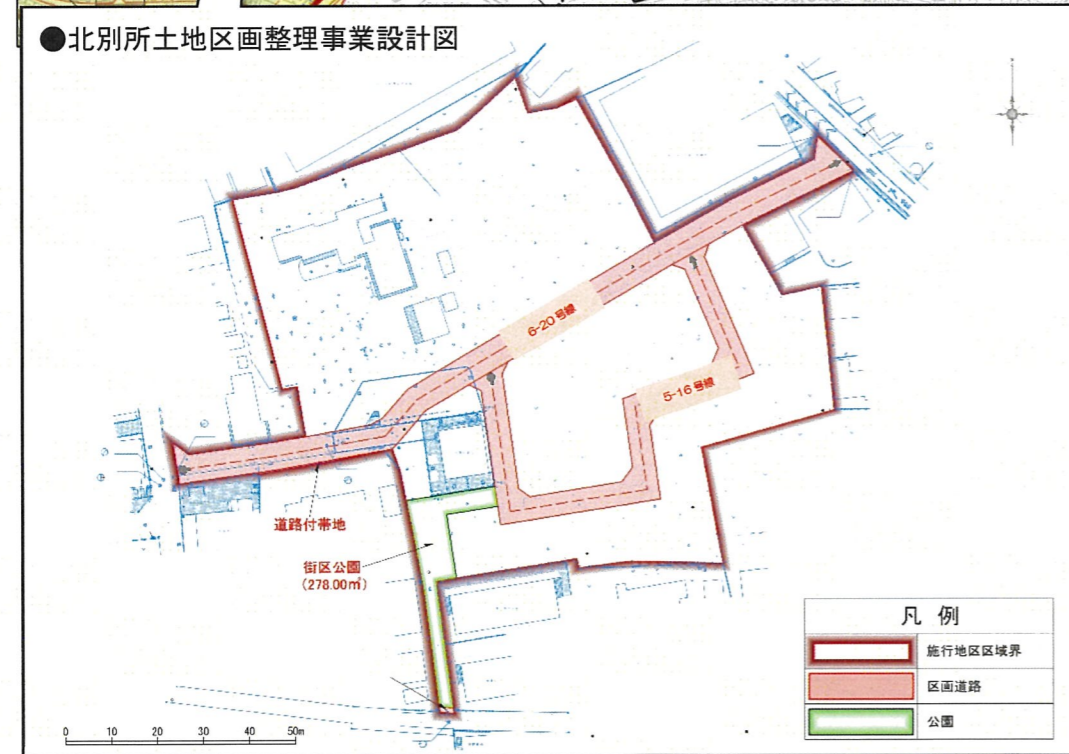 ●北別所土地区画整理事業設計図
6-20号線
5-16号線
道路付帯地
街区公園
(278.00㎡)
凡 例
施行地区区域界
区画道路
公園
0 10 20 30 40 50m